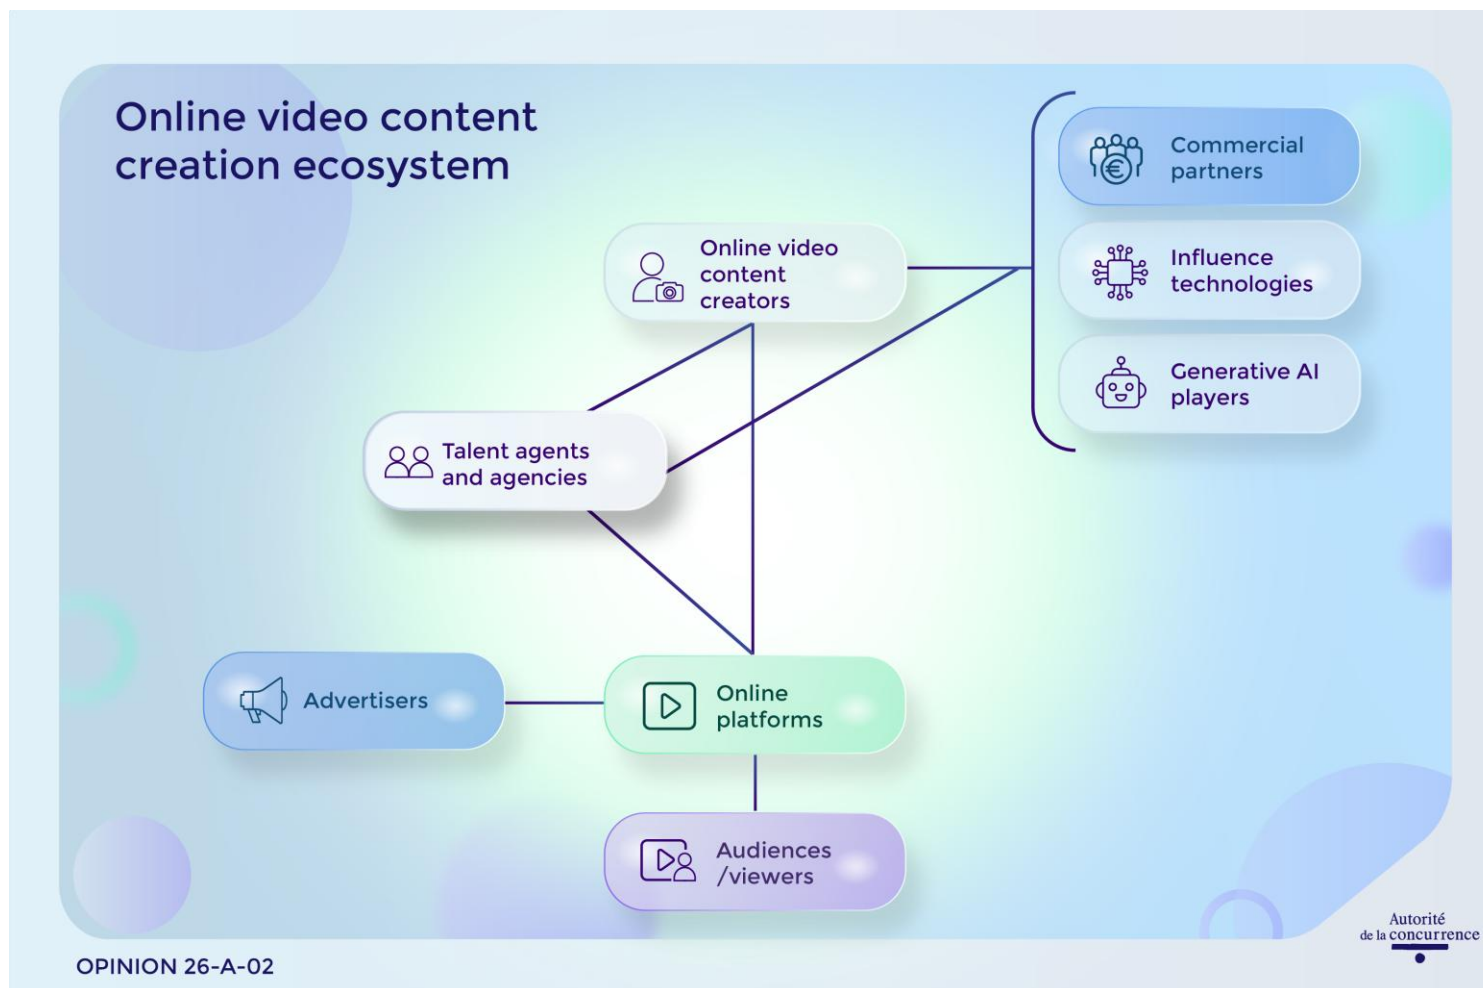 Online video content
creation ecosystem
Commercial
partners
Online video
content
creators
Influence
technologies
Generative AI
players
Talent agents
and agencies
Advertisers
Online
platforms
Audiences
/viewers
OPINION 26-A-02
Autorité
de la concurrence